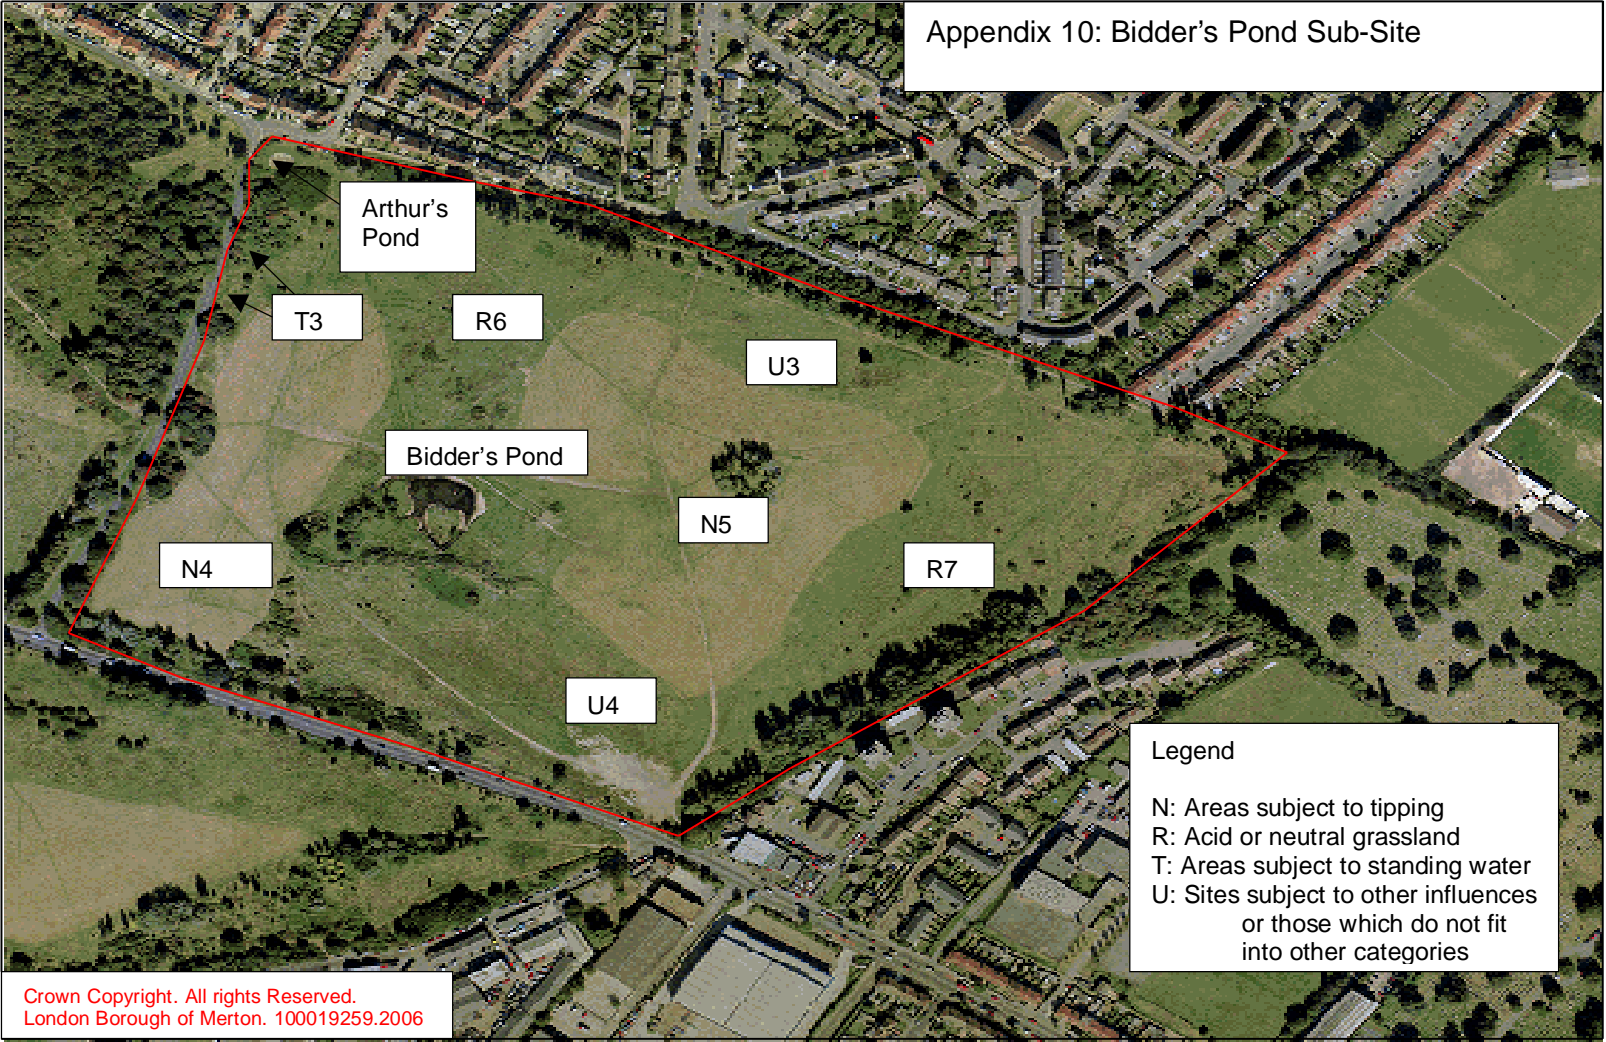 Appendix 10: Bidder's Pond Sub-Site
Arthur's
Pond
T3
R6
U3
Bidder's Pond
N5
N4
R7
U4
Legend
N: Areas subject to tipping
R: Acid or neutral grassland
T: Areas subject to standing water
U: Sites subject to other influences
or those which do not fit
into other categories
Crown Copyright. All rights Reserved.
London Borough of Merton. 100019259.2006